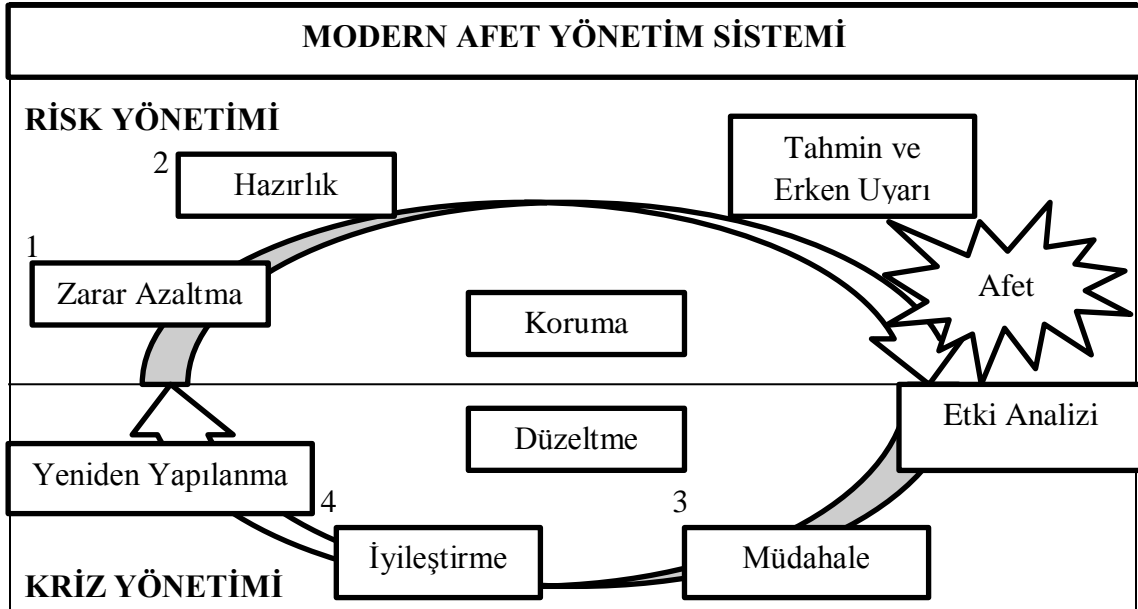 MODERN AFET YÖNETİM SİSTEMİ
RİSK YÖNETİMİ
2
Hazırlık
Tahmin ve
Erken Uyarı
1
Zarar Azaltma
Afet
Koruma
Düzeltme
Etki Analizi
Yeniden Yapılanma
4
3
İyileştirme
Müdahale
KRİZ YÖNETİMİ